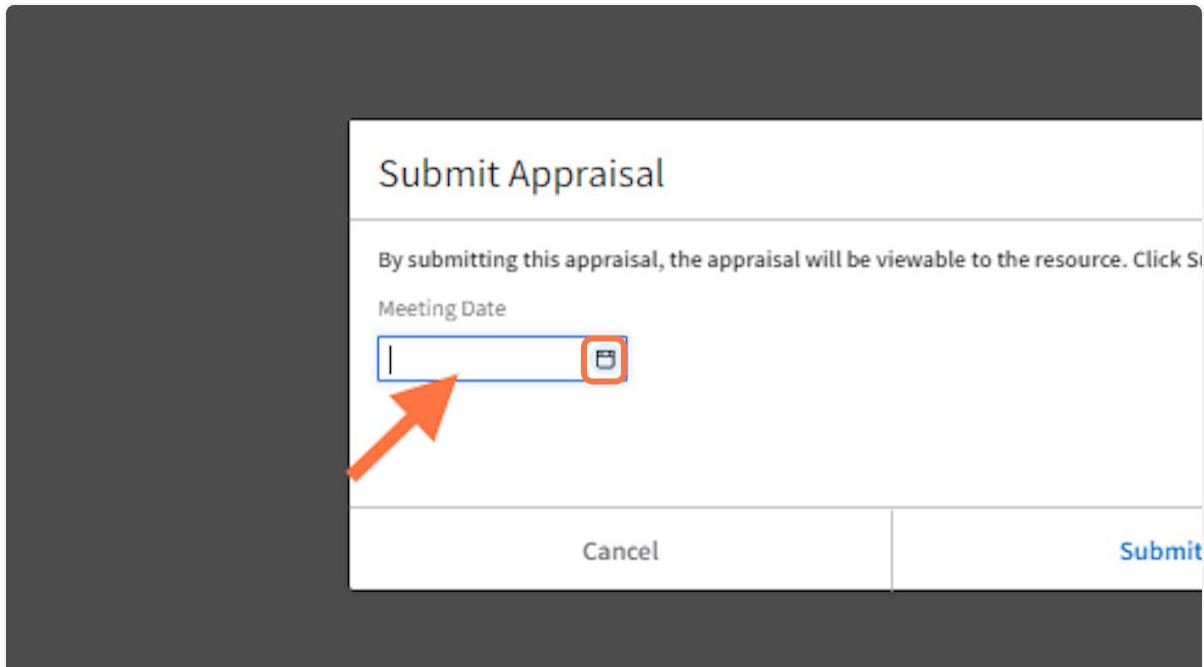 Submit Appraisal
By submitting this appraisal, the appraisal will be viewable to the resource. Click
Meeting Date
Cancel
Submit